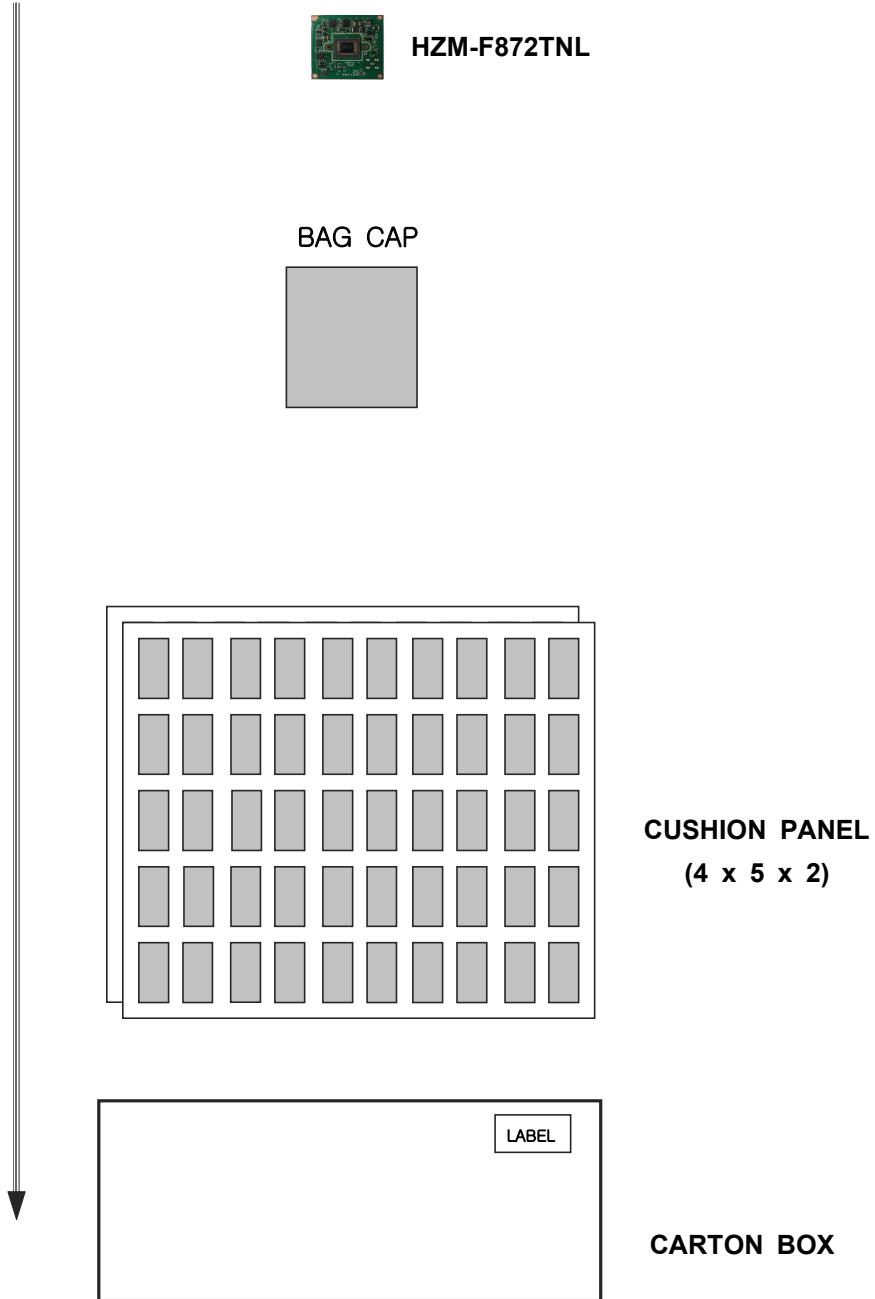 HZM-F872TNL
BAG CAP
CUSHION PANEL
(4 x 5 x 2)
LABEL
CARTON BOX